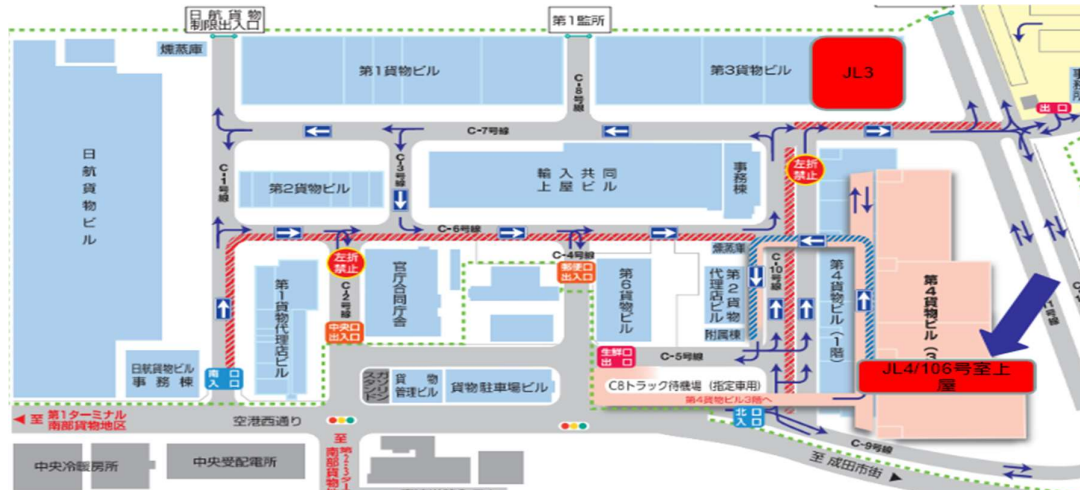 日航貨物
制限出入口
第1監所
燻蒸庫
第1貨物ビル
第3貨物ビル
JL3
C-8号線
事務所
出口
日航貨物ビル
C-7号線
C-1号線
C-3号線
第2貨物ビル
輸入共同
上屋ビル
事務棟
左折
禁止
C-6号線
左折
禁止
C-2号線
官庁合同庁舎
C-4号線
郵便口
出入口
第6貨物ビル
燻蒸庫
第2貨物
代理店ビル
附属棟
C-10号線
第4貨物ビル(1階)
第4貨物ビル(3
第1貨物代理店ビル
中央口
出入口
生鮮口
出口
C-5号線
1号線
JL4/106号室上
屋
日航貨物ビル
事務棟
南口
入口
ガソリン
スタンド
貨物
管理ビル
貨物駐車場ビル
C8トラック待機場(指定車用)
第4貨物ビル3階へ
北口
入口
至 第1ターミナル
南部貨物地区
空港西通り
C-9号線
至 成田市街
中央冷暖房所
中央受配電所
至
第2・3ター
南部貨物